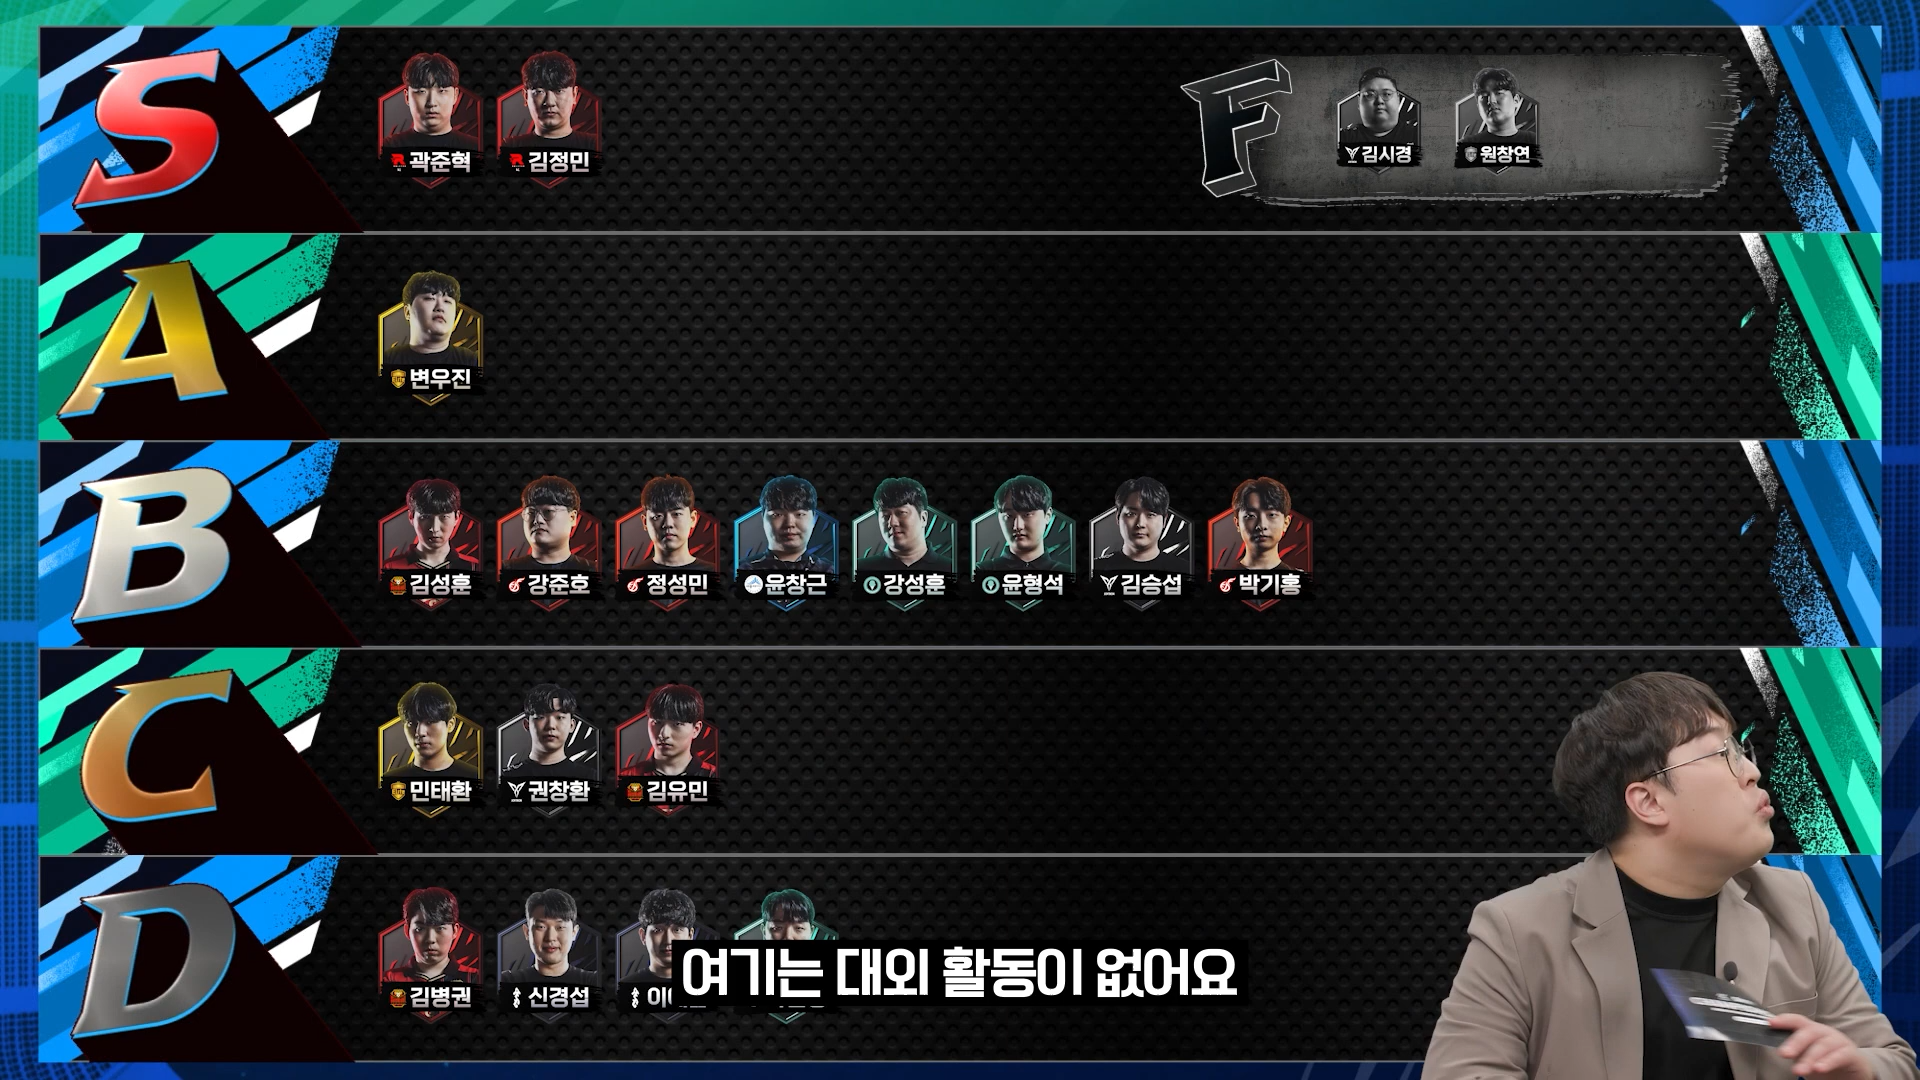 S
곽준혁
김정민
F
김시경
원창연
A
변우진
B
김성훈
강준호
정성민
윤창근
강성훈
윤형석
김승섭
박기홍
C
민태환
권창환
김유민
D
김병권
신경섭
여기는 대외 활동이 없어요